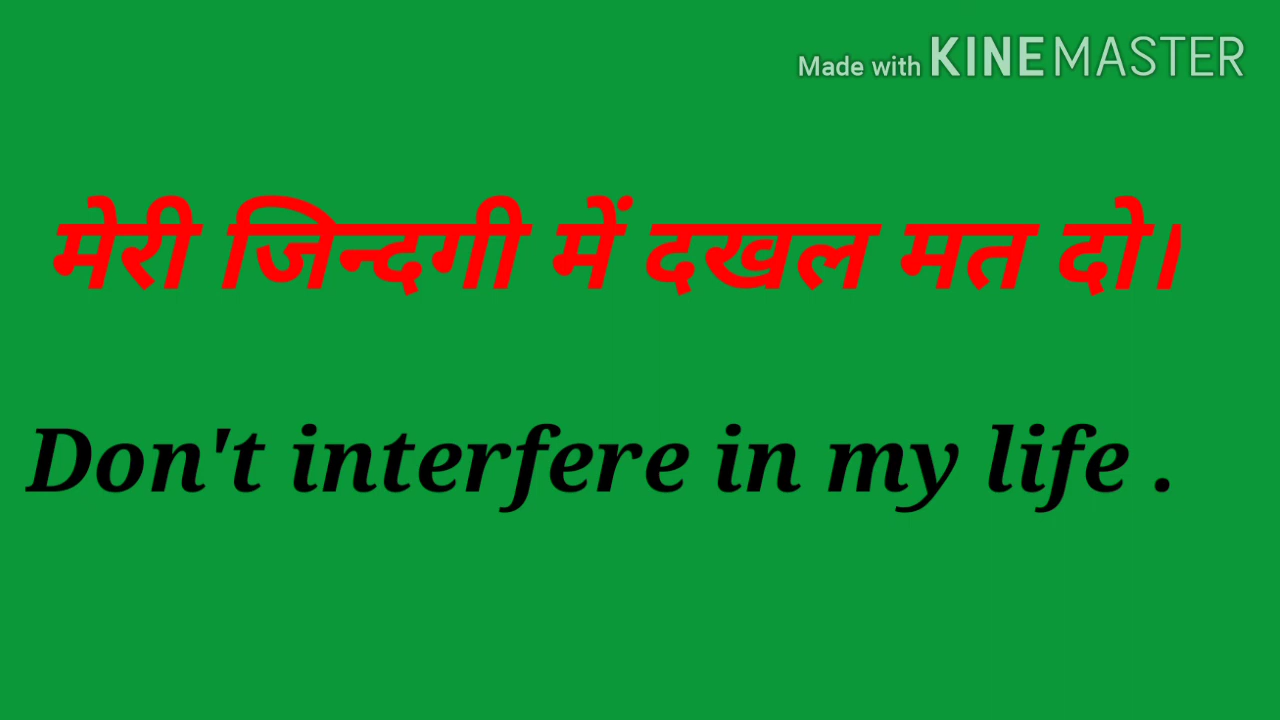 Made with KINEMASTER
मेरी जिन्दगी में दखल मत दो।
Don't interfere in my life .